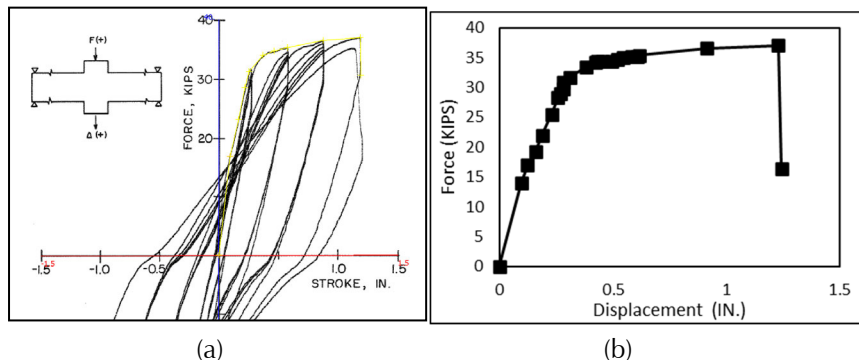 F(+)
Δ(+)
FORCE, KIPS
40
30
20
-1.5
-1.0
-0.5
1.0
1.5
STROKE, IN.
-1.5
1.5
(a)
Force (KIPS)
40
35
30
25
20
15
10
5
0
0
0.5
1
1.5
Displacement (IN.)
(b)